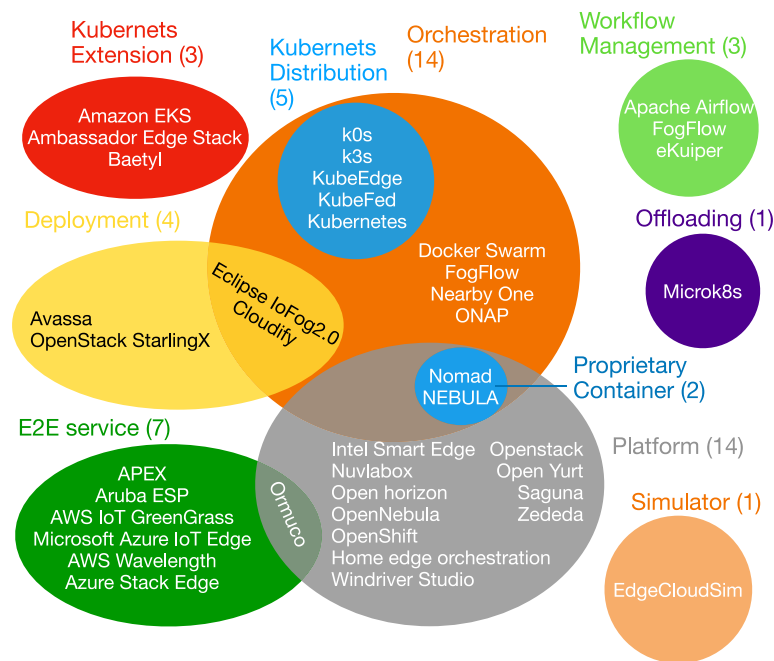 Kubernets
Extension (3)
Amazon EKS
Ambassador Edge Stack
Baetyl
Kubernets
Distribution
(5)
k0s
k3s
KubeEdge
KubeFed
Kubernetes
Orchestration
(14)
Docker Swarm
FogFlow
Nearby One
ONAP
Workflow
Management (3)
Apache Airflow
FogFlow
eKuiper
Deployment (4)
Avassa
OpenStack StarlingX
Eclipse IoFog2.0
Cloudify
Offloading (1)
Microk8s
Nomad
NEBULA
Proprietary
Container (2)
E2E service (7)
APEX
Aruba ESP
AWS IoT GreenGrass
Microsoft Azure IoT Edge
AWS Wavelength
Azure Stack Edge
Ormuco
Platform (14)
Intel Smart Edge
Nuvlabox
Open horizon
OpenNebula
OpenShift
Home edge orchestration
Windriver Studio
Openstack
Open Yurt
Saguna
Zededa
Simulator (1)
EdgeCloudSim